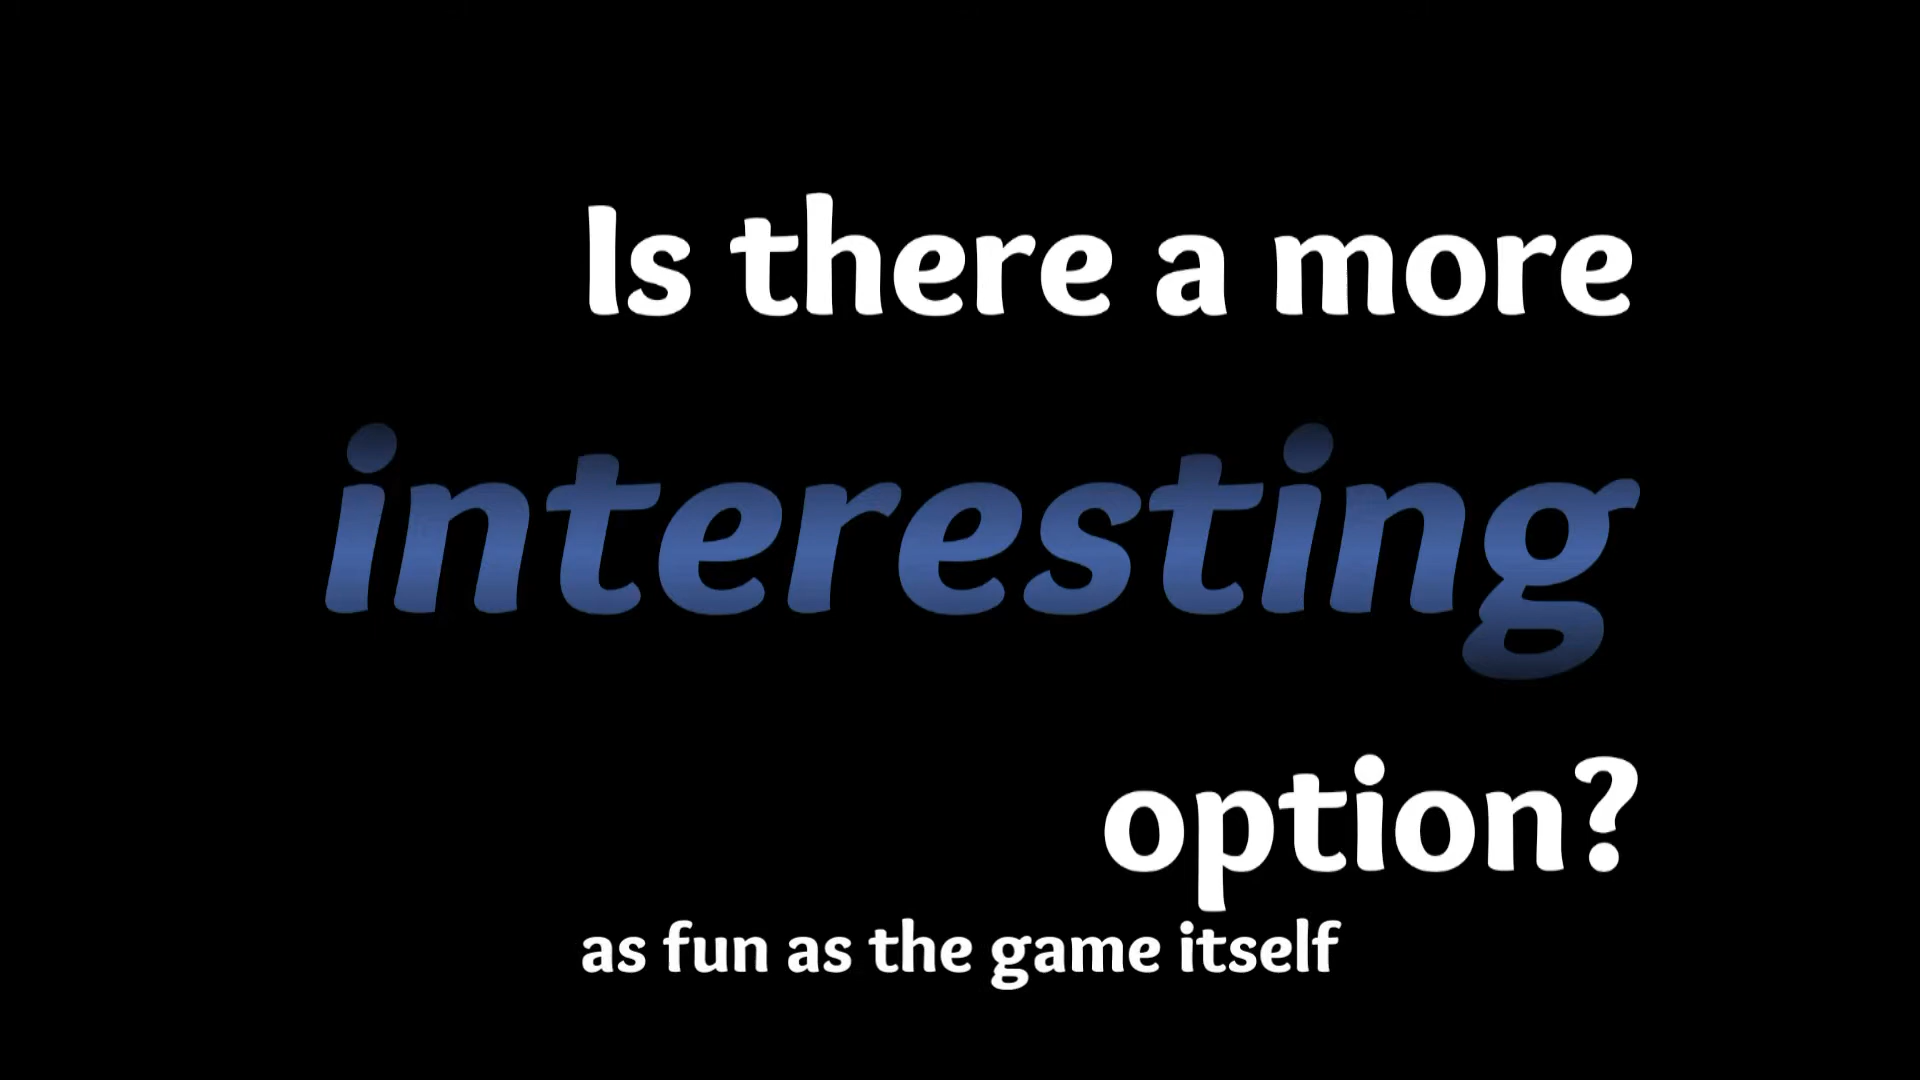 Is there a more
interesting
option?
as fun as the game itself